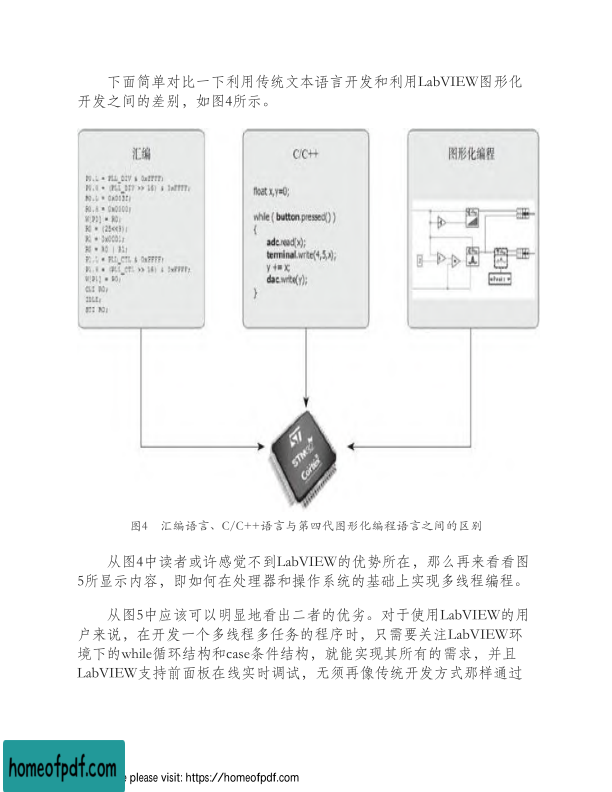 下面简单对比一下利用传统文本语言开发和利用LabVIEW图形化
开发之间的差别，如图4所示。
汇编
P0.L = PLL_DIV & 0xFFFF;
P0.H = (PLL_DIV >> 16) & 0xFFFF;
R0.H = 0x0000;
W[P0] = R0;
R0 = R0 | R1;
P1.L = PLL_CTL & 0xFFFF;
P1.H = (PLL_CTL >> 16) & 0xFFFF;
W[P1] = R0;
CLI R0;
IDLE;
STI R0;
C/C++
float x,y=0;
while ( button.pressed() )
{
adc.read(x);
terminal.write(4,5,x);
y += x;
dac.write(y);
}
图形化编程
STM32
Cortex
图4 汇编语言、C/C++语言与第四代图形化编程语言之间的区别
从图4中读者或许感觉不到LabVIEW的优势所在，那么再来看看图
5所显示内容，即如何在处理器和操作系统的基础上实现多线程编程。
从图5中应该可以明显地看出二者的优劣。对于使用LabVIEW的用
户来说，在开发一个多线程多任务的程序时，只需要关注LabVIEW环
境下的while循环结构和case条件结构，就能实现其所有的需求，并且
LabVIEW支持前面板在线实时调试，无须再像传统开发方式那样通过
homeofpdf.com
e please visit: https://homeofpdf.com